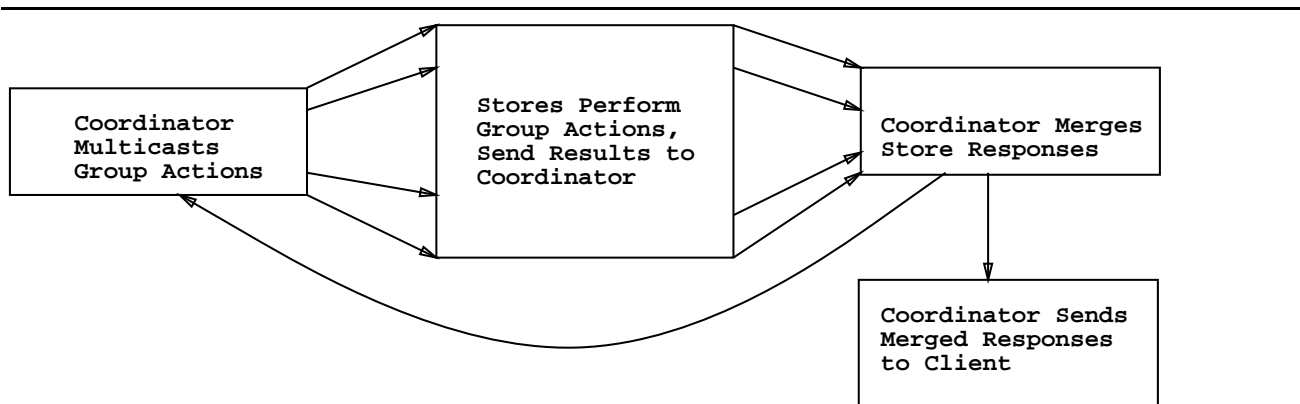 Coordinator
Multicasts
Group Actions
Stores Perform
Group Actions,
Send Results to
Coordinator
Coordinator Merges
Store Responses
Coordinator Sends
Merged Responses
to Client